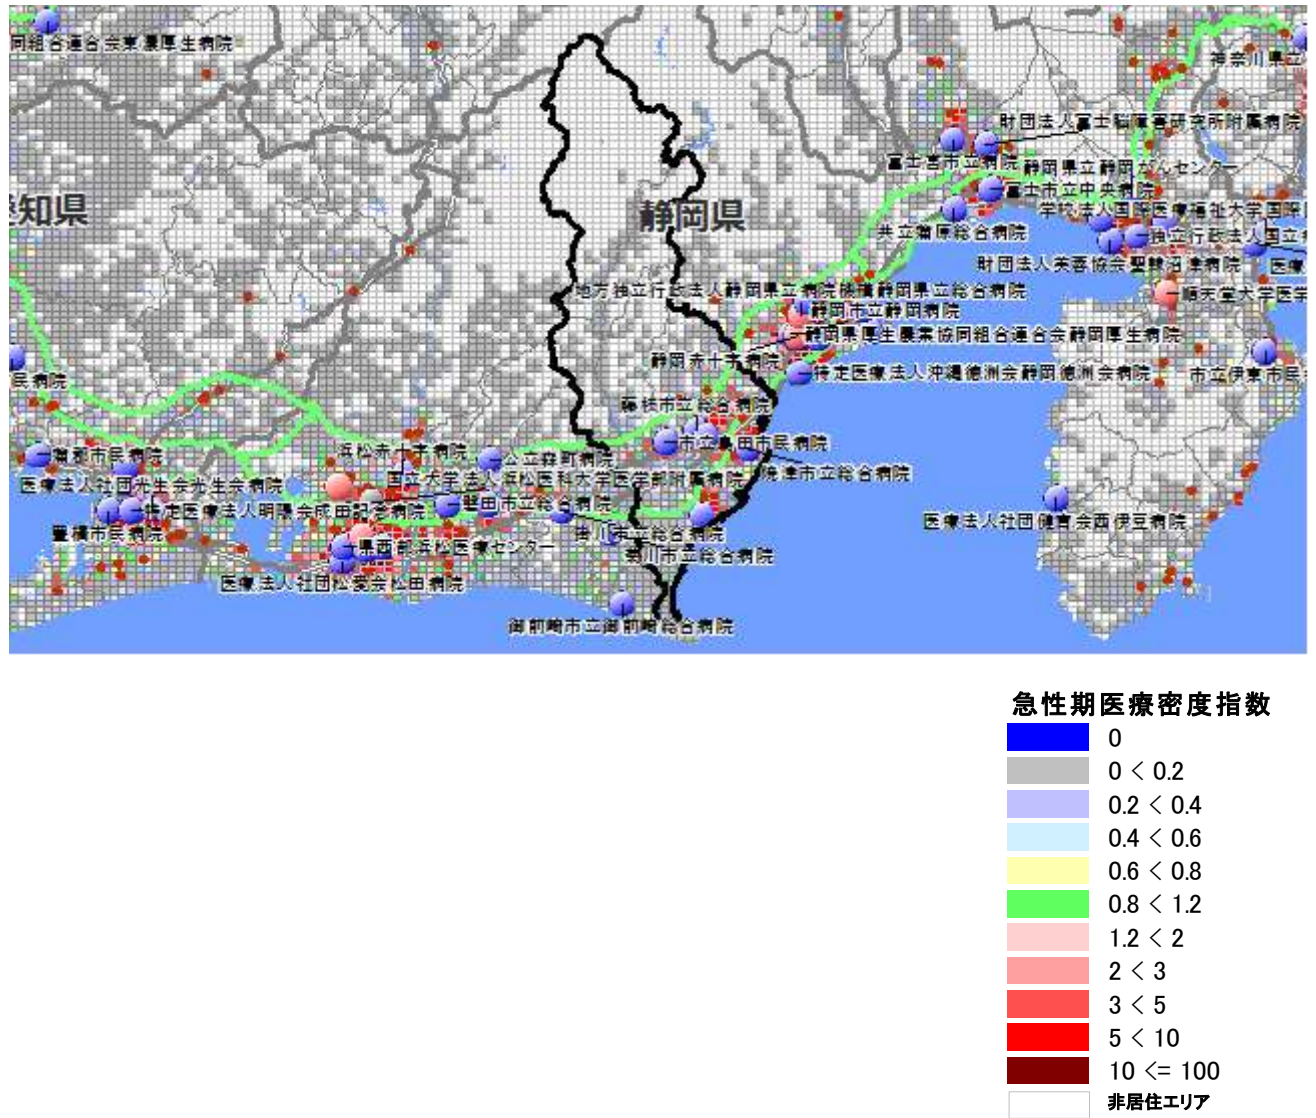 同組合連合会東濃厚生病院
神奈川県立
財団法人富士脳障害研究所附属病院
富士宮市立病院
静岡県立静岡がんセンター
富士市立中央病院
知県
静岡県
学校法人国際医療福祉大学国際
共立蒲原総合病院
独立行政法人国立
財団法人芙蓉協会聖隷沼津病院
医療
地方独立行政法人静岡県立病院機構静岡県立総合病院
順天堂大学医学
静岡市立静岡病院
静岡県厚生農業協同組合連合会静岡厚生病院
静岡赤十字病院
民病院
特定医療法人沖縄徳洲会静岡徳洲会病院
市立伊東市民
藤枝市立総合病院
市立島田市民病院
浜松赤十字病院
公立森町病院
蒲郡市民病院
焼津市立総合病院
医療法人社団光生会光生会病院
国立大学法人浜松医科大学医学部附属病院
特定医療法人明陽会成田記念病院
磐田市立総合病院
豊橋市民病院
掛川市立総合病院
医療法人社団健育会西伊豆病院
県西部浜松医療センター
菊川市立総合病院
医療法人社団松愛会松田病院
御前崎市立御前崎総合病院
急性期医療密度指数
0
0 < 0.2
0.2 < 0.4
0.4 < 0.6
0.6 < 0.8
0.8 < 1.2
1.2 < 2
2 < 3
3 < 5
5 < 10
10 <= 100
非居住エリア